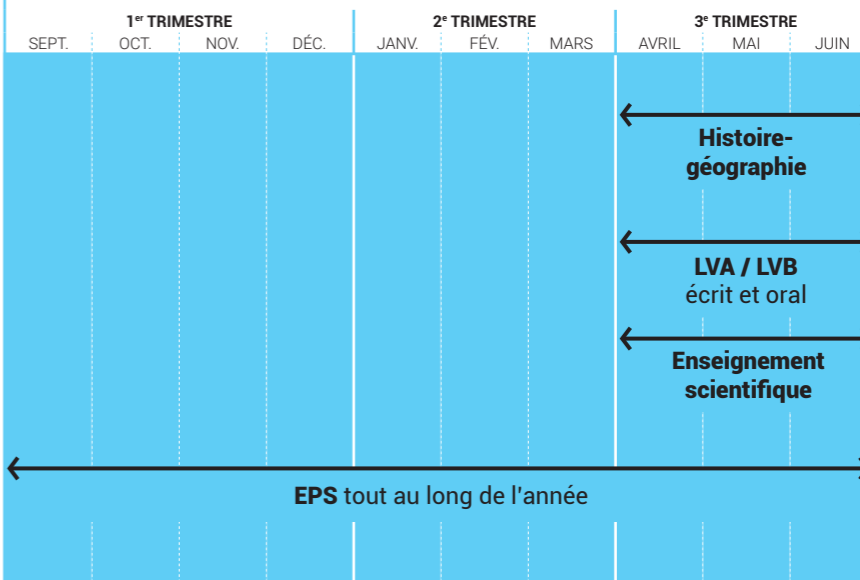 1er TRIMESTRE 2e TRIMESTRE 3e TRIMESTRE
SEPT. OCT. NOV. DÉC. JANV. FÉV. MARS AVRIL MAI JUIN
Histoire-
géographie
LVA / LVB
écrit et oral
Enseignement
scientifique
EPS tout au long de l'année